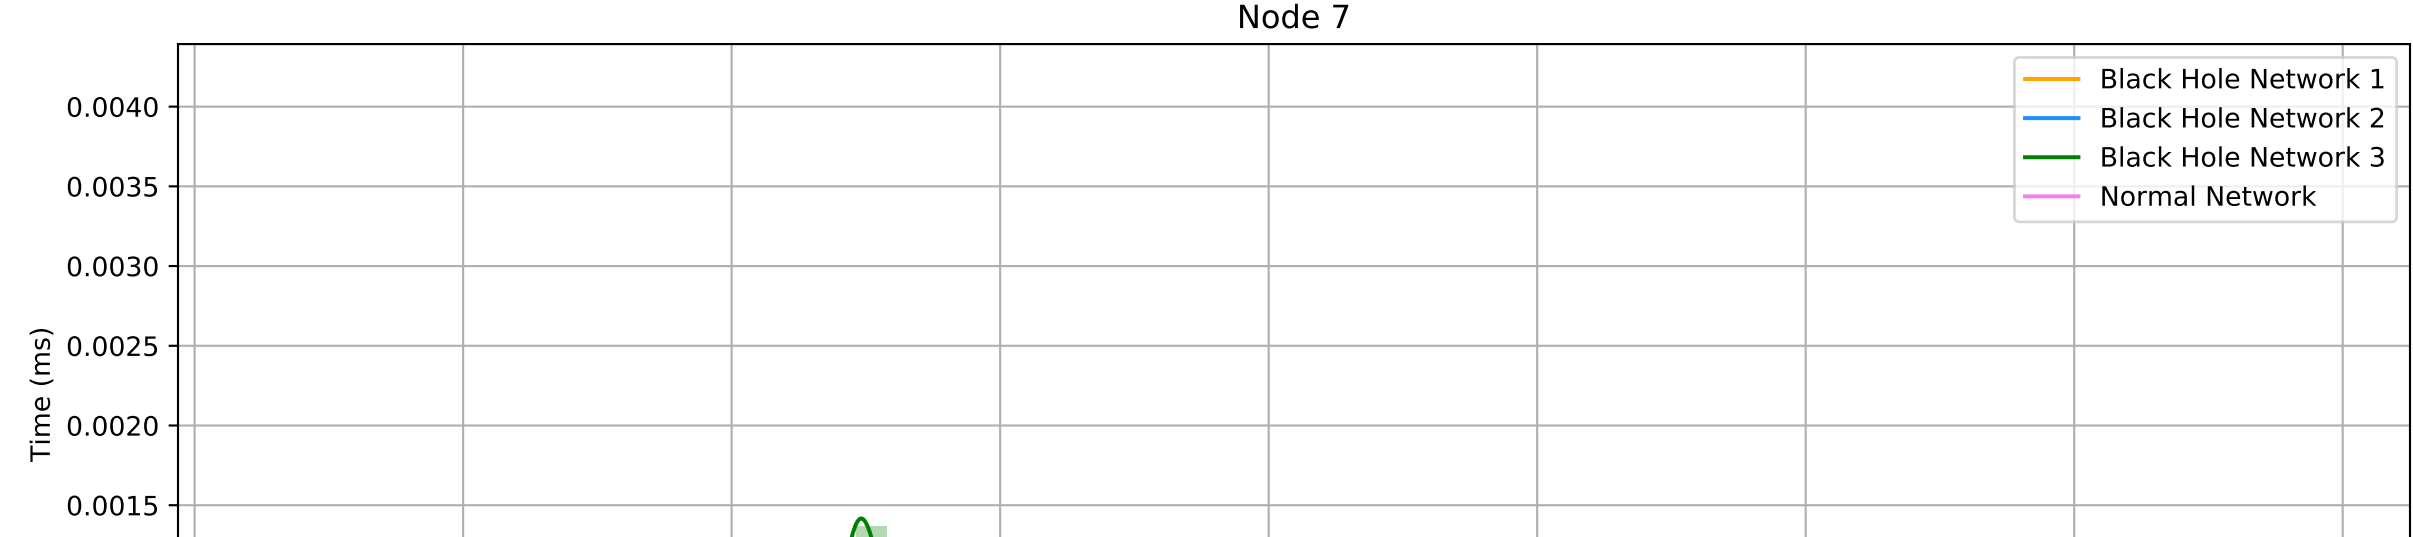 Node 7
0.0040
0.0035
0.0030
0.0025
0.0020
0.0015
Time (ms)
Black Hole Network 1
Black Hole Network 2
Black Hole Network 3
Normal Network